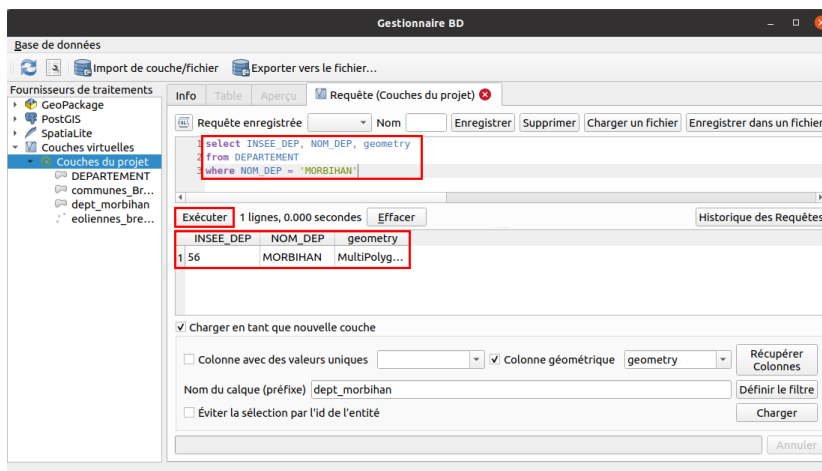 Gestionnaire BD
Base de données
Import de couche/fichier Exporter vers le fichier...
Fournisseurs de traitements
GeoPackage
PostGIS
SpatiaLite
Couches virtuelles
Couches du projet
DEPARTEMENT
communes_Br...
dept_morbihan
eoliennes_bre...
Info Table Aperçu Requête (Couches du projet)
Requête enregistrée Nom Enregistrer Supprimer Charger un fichier Enregistrer dans un fichier
1 select INSEE_DEP, NOM_DEP, geometry
2 from DEPARTEMENT
3 where NOM_DEP = 'MORBIHAN'
Exécuter 1 lignes, 0.000 secondes Effacer Historique des Requêtes
INSEE_DEP NOM_DEP geometry
1 56 MORBIHAN MultiPolyg...
Charger en tant que nouvelle couche
Colonne avec des valeurs uniques Colonne géométrique geometry Récupérer Colonnes
Nom du calque (préfixe) dept_morbihan Définir le filtre
Éviter la sélection par l'id de l'entité Charger
Annuler